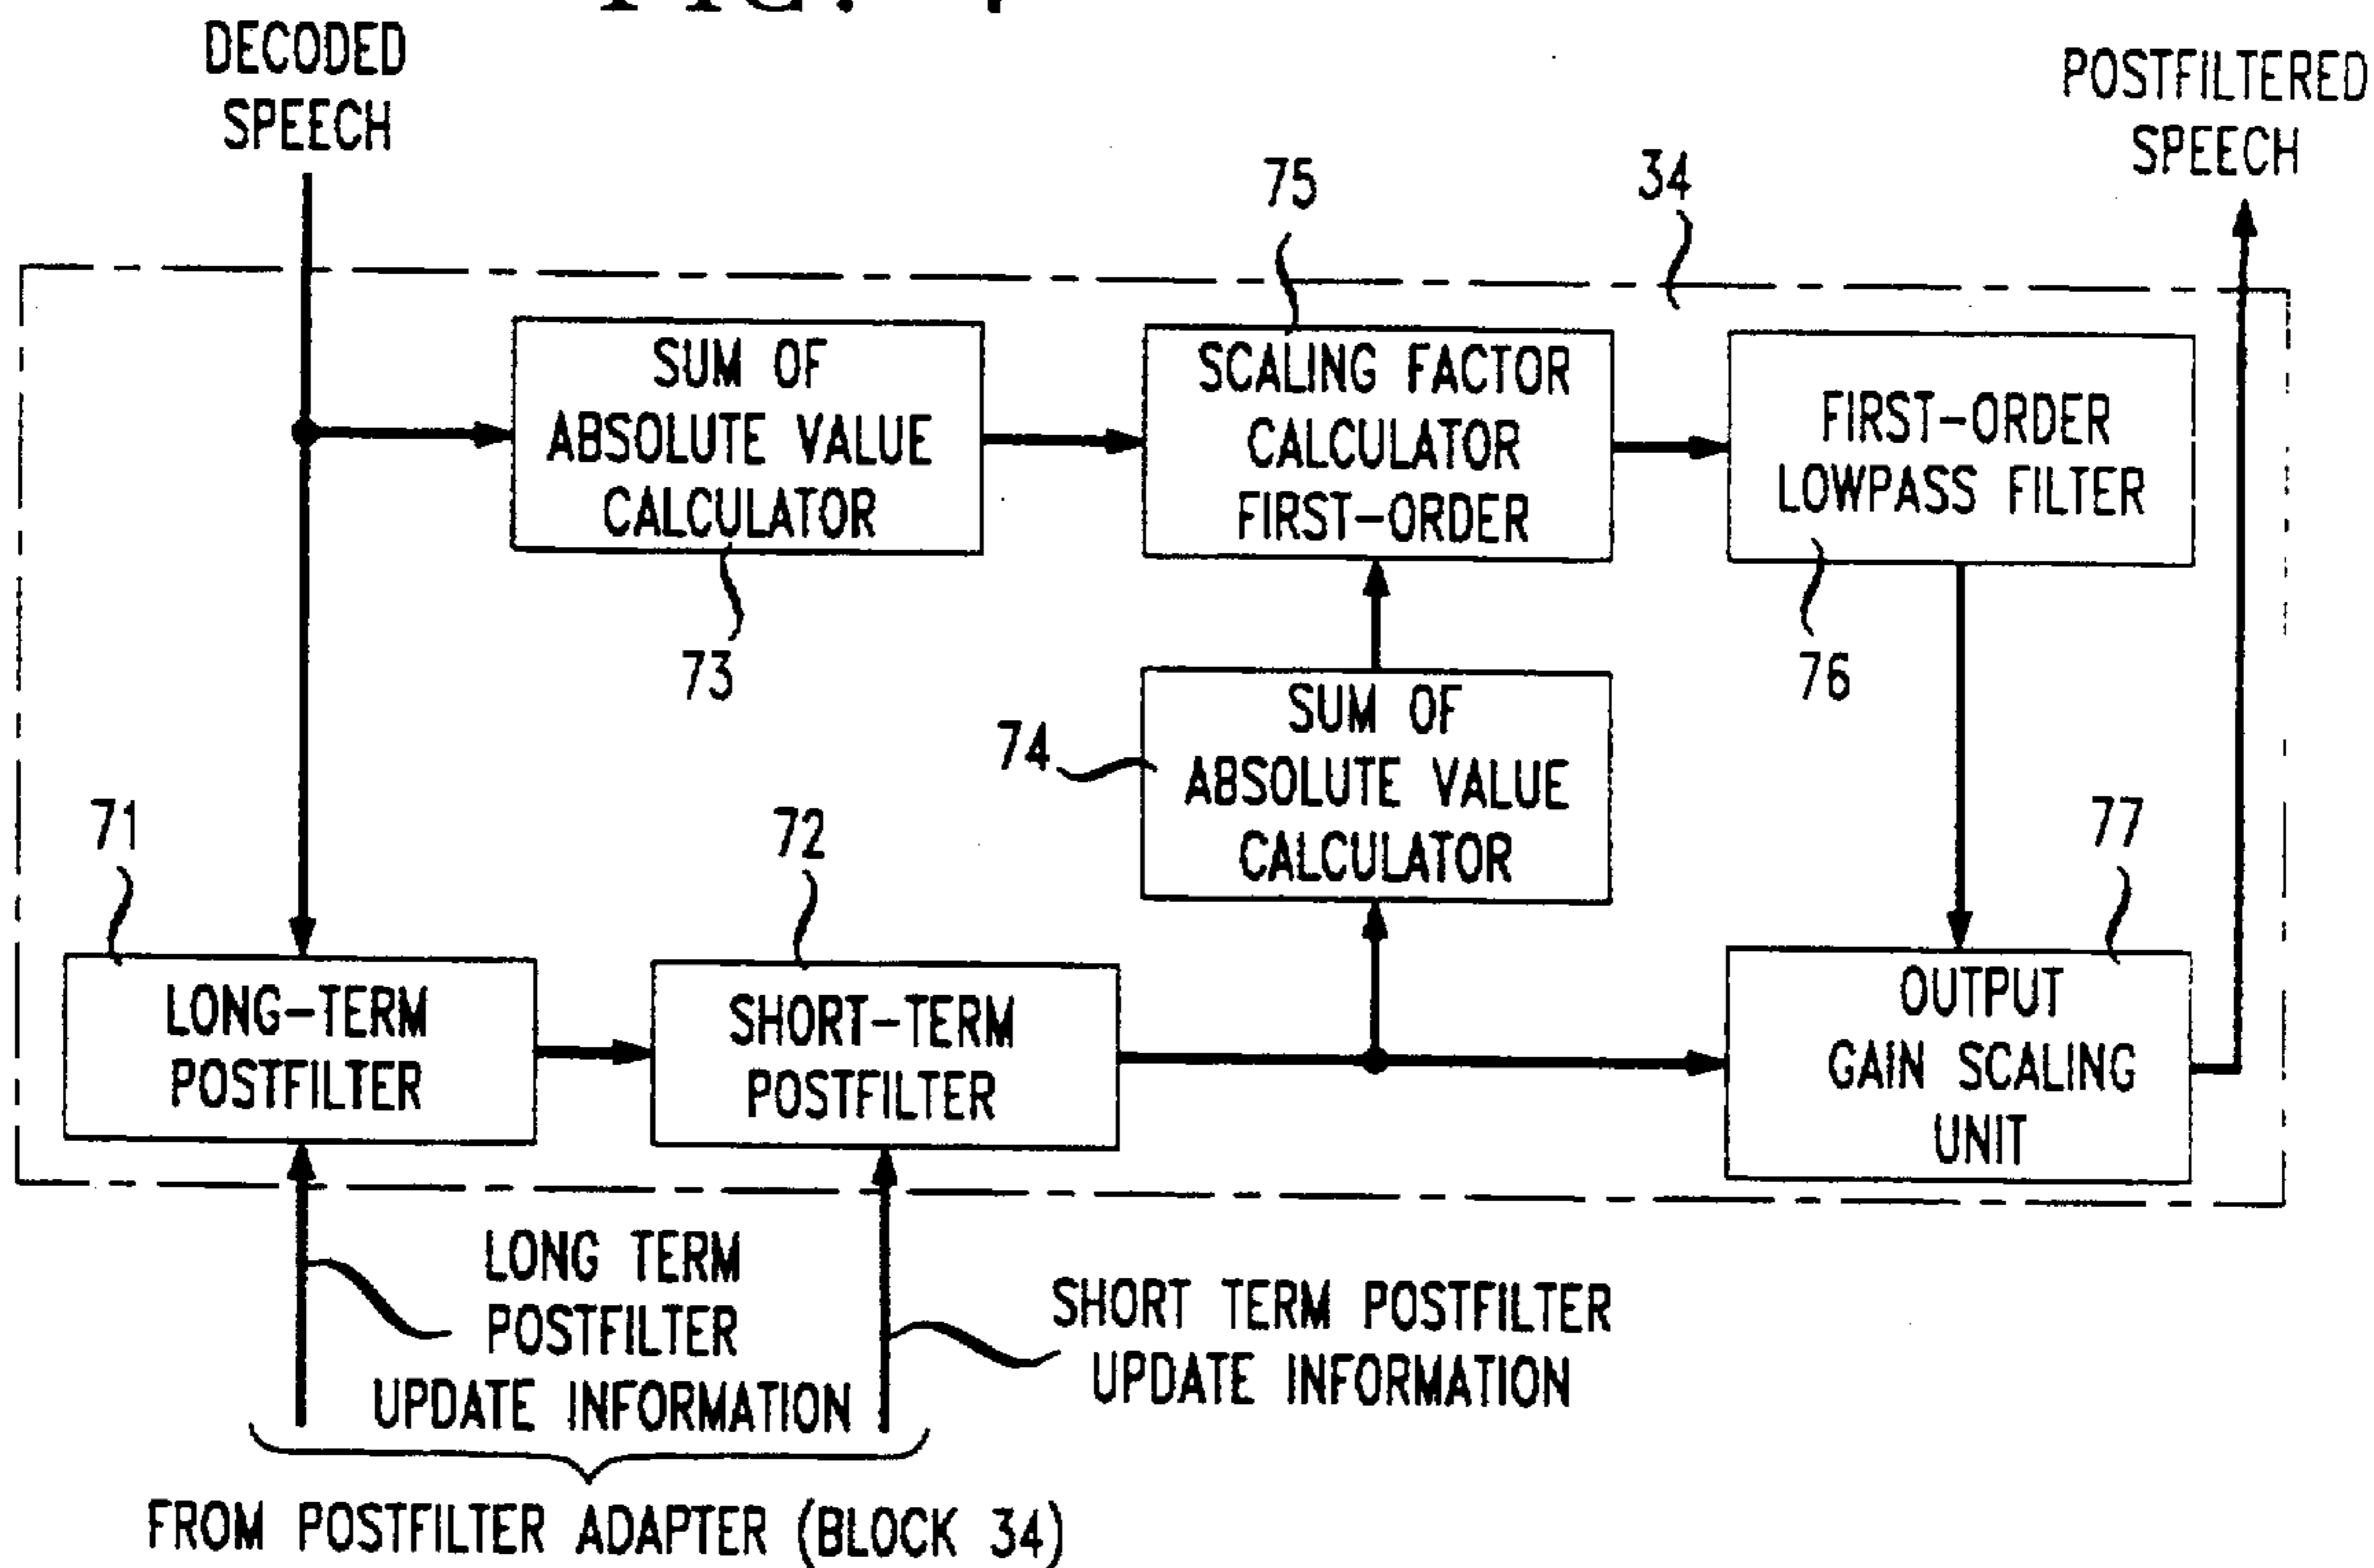 DECODED
SPEECH
POSTFILTERED
SPEECH
75
34
SUM OF
ABSOLUTE VALUE
CALCULATOR
SCALING FACTOR
CALCULATOR
FIRST-ORDER
FIRST-ORDER
LOWPASS FILTER
73
76
74
SUM OF
ABSOLUTE VALUE
CALCULATOR
71
72
77
LONG-TERM
POSTFILTER
SHORT-TERM
POSTFILTER
OUTPUT
GAIN SCALING
UNIT
LONG TERM
POSTFILTER
UPDATE INFORMATION
SHORT TERM POSTFILTER
UPDATE INFORMATION
FROM POSTFILTER ADAPTER (BLOCK 34)